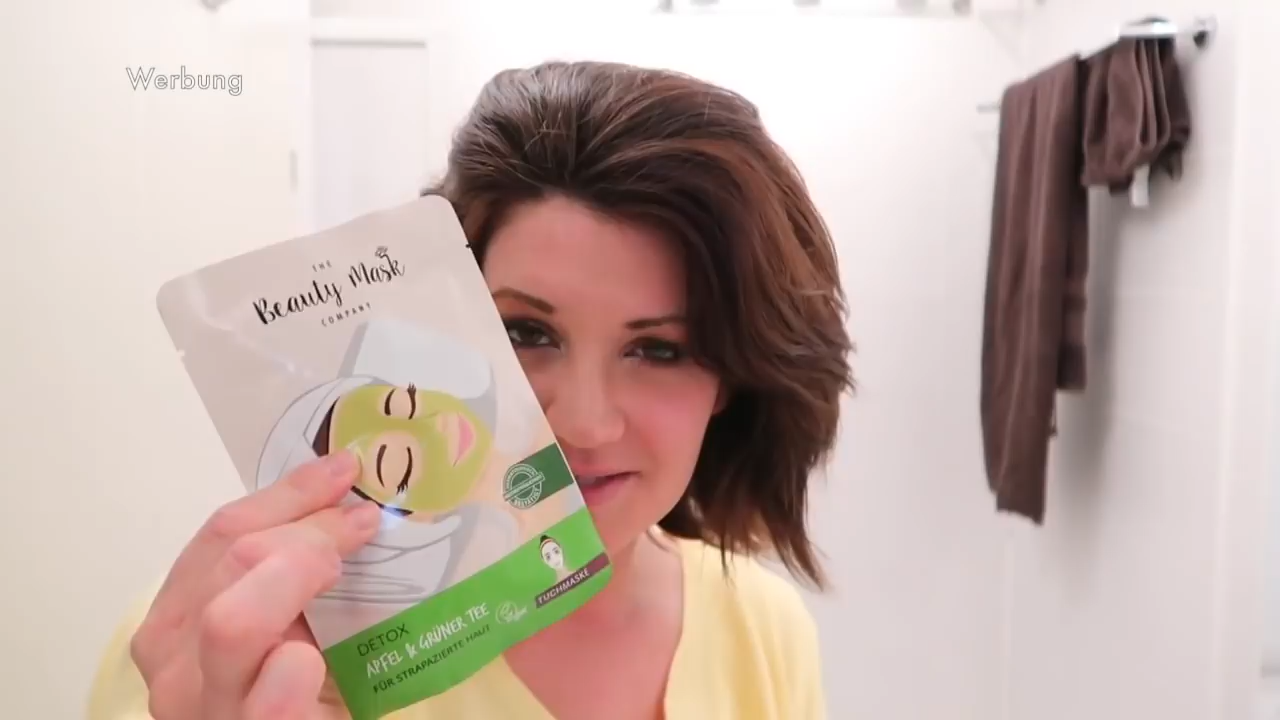 Werbung
THE
Beauty Mask
COMPANY
DETOX
APFEL & GRÜNER TEE
FÜR STRAPAZIERTE HAUT
TUCHMASKE